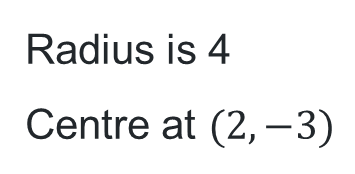 Radius is 4
Centre at (2, −3)